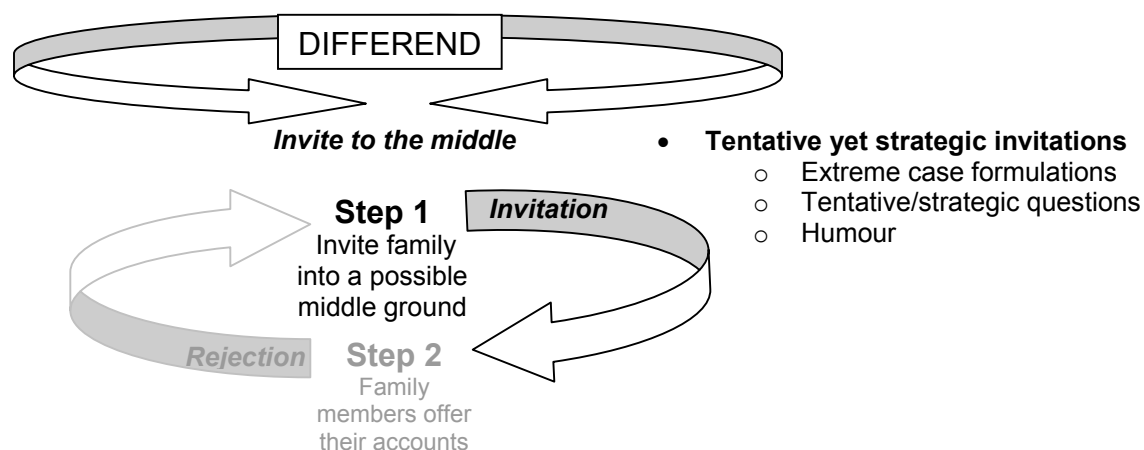 DIFFEREND
Invite to the middle
• Tentative yet strategic invitations
o Extreme case formulations
o Tentative/strategic questions
o Humour
Step 1
Invitation
Invite family
into a possible
middle ground
Rejection
Step 2
Family
members offer
their accounts